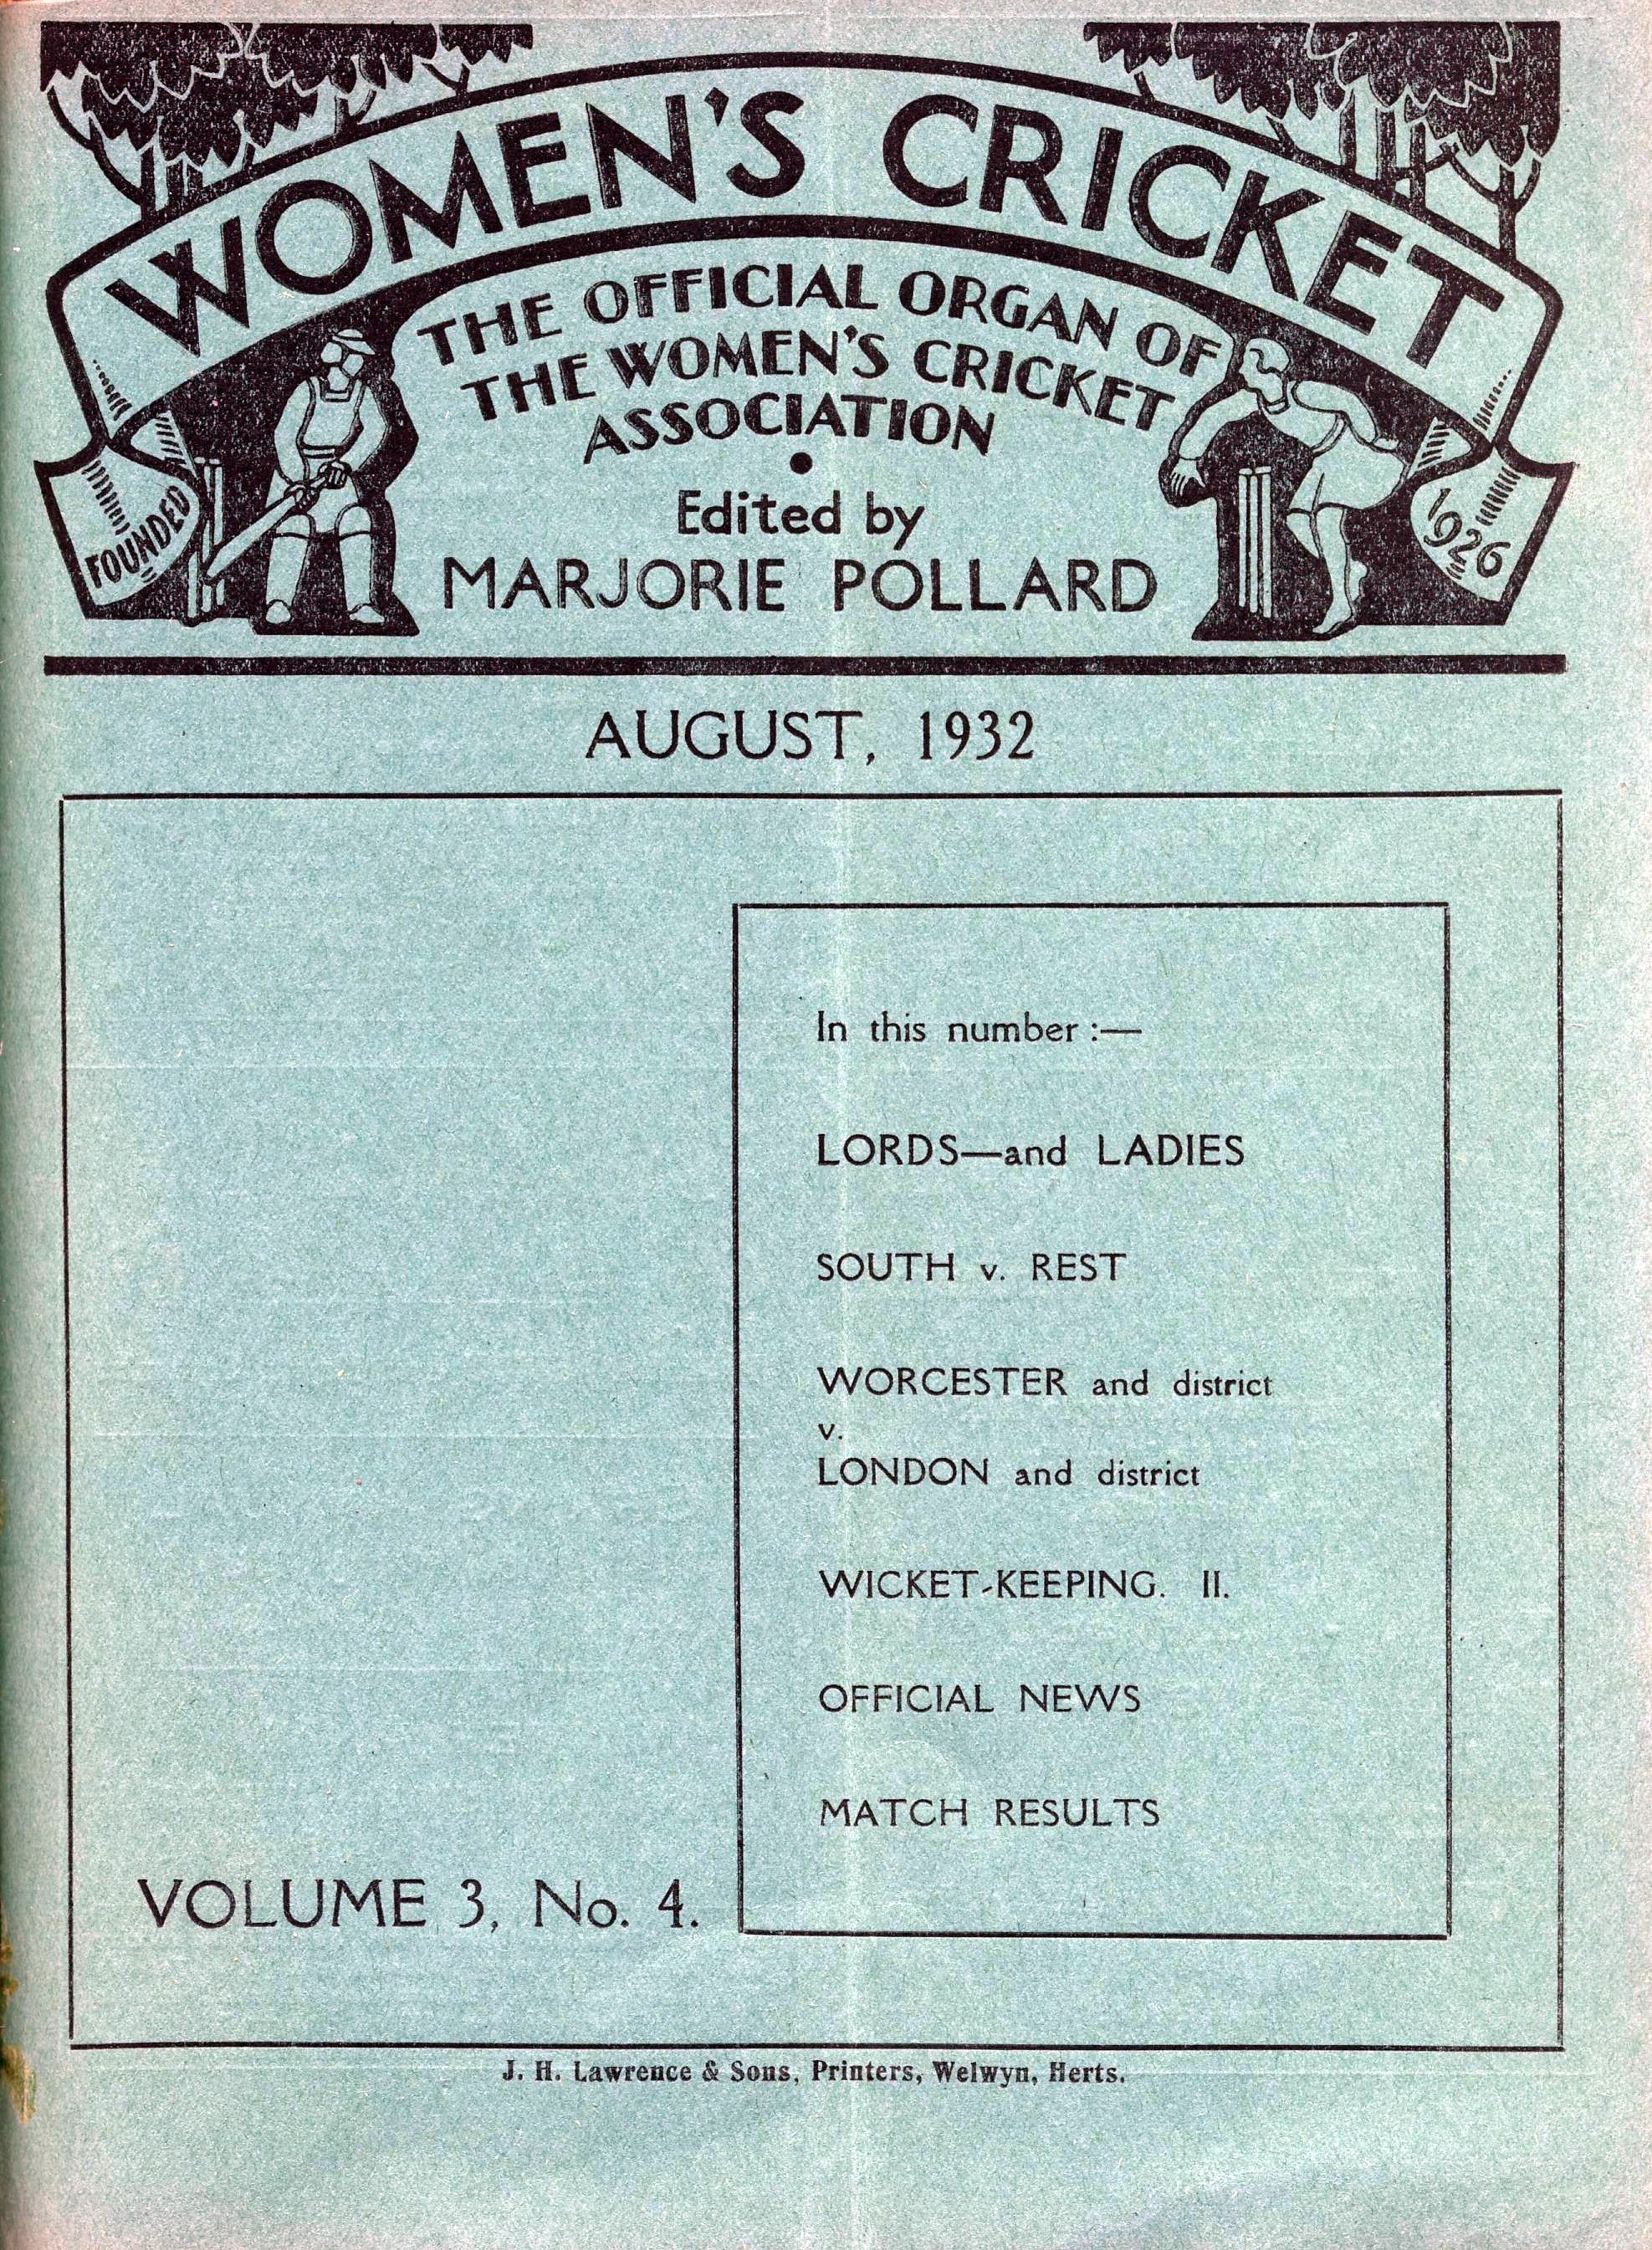 WOMEN'S CRICKET
THE OFFICIAL ORGAN OF
THE WOMEN'S CRICKET
ASSOCIATION
Edited by
MARJORIE POLLARD
FOUNDED
1926
AUGUST, 1932
In this number :—
LORDS—and LADIES
SOUTH v. REST
WORCESTER and district
v.
LONDON and district
WICKET-KEEPING. II.
OFFICIAL NEWS
MATCH RESULTS
VOLUME 3, No. 4.
J. H. Lawrence & Sons, Printers, Welwyn, Herts.